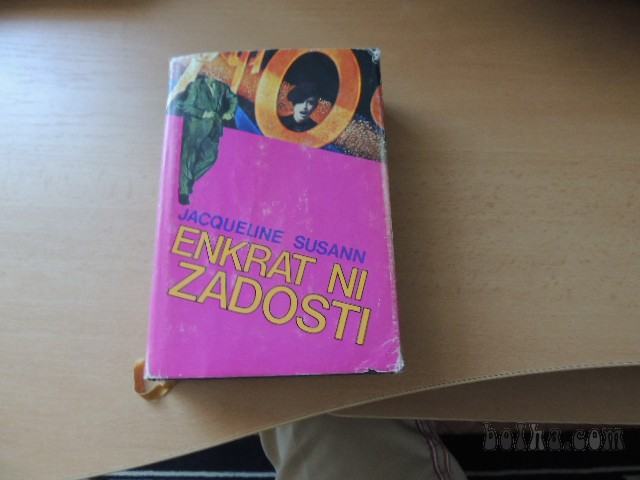 JACQUELINE SUSANN
ENKRAT NI
ZADOSTI
bolha.com